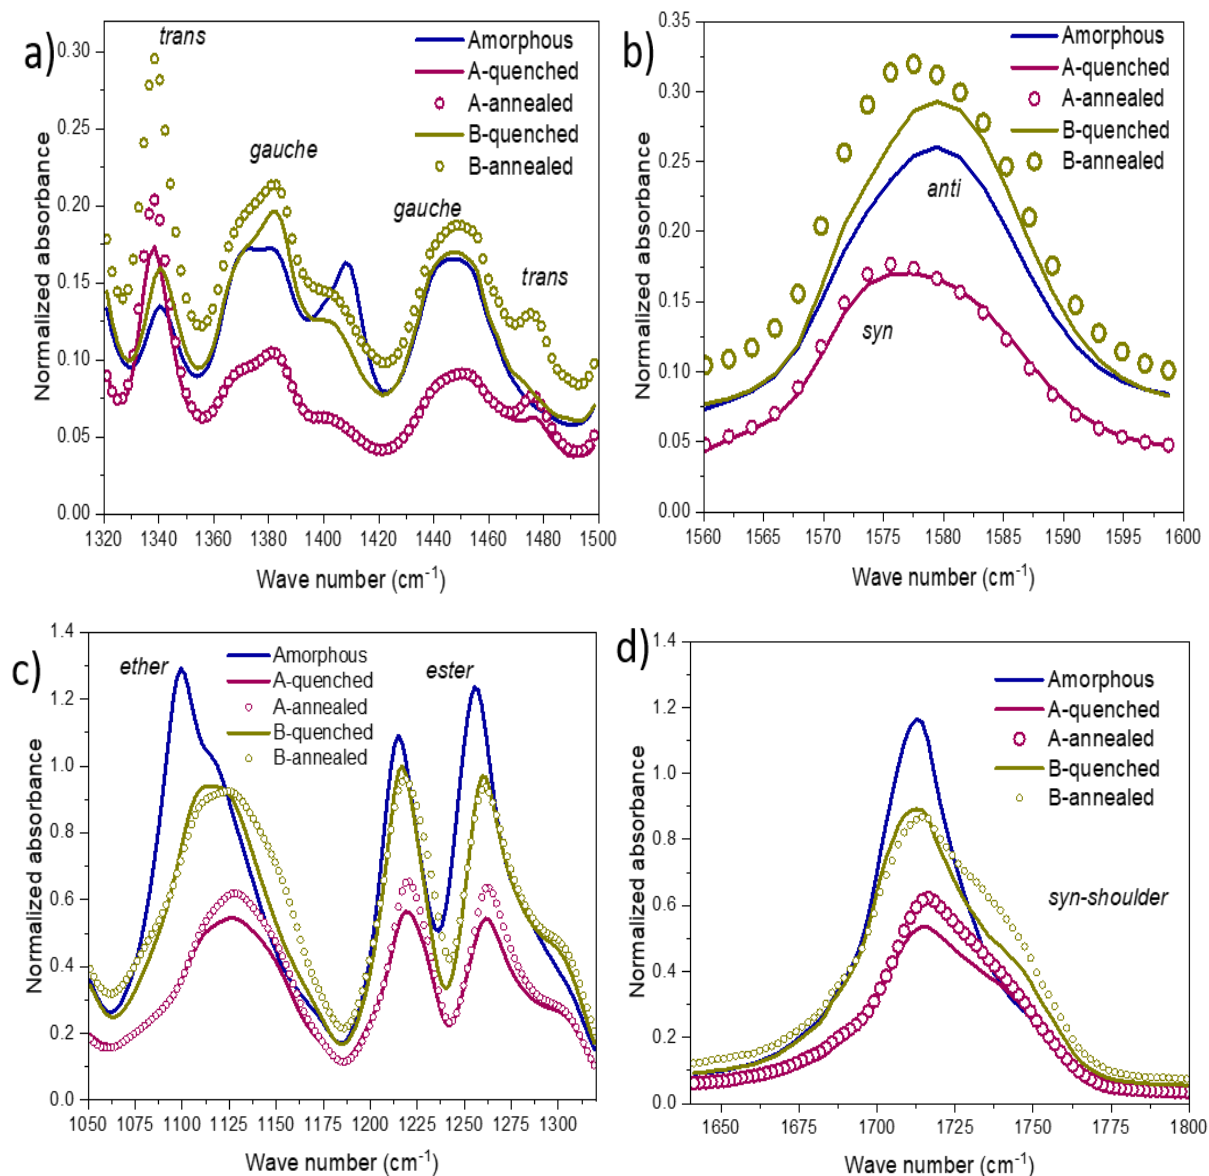 a)
trans
gauche
gauche
trans
Amorphous
A-quenched
A-annealed
B-quenched
B-annealed
Normalized absorbance
0.30
0.25
0.20
0.15
0.10
0.05
0.00
1320 1340 1360 1380 1400 1420 1440 1460 1480 1500
Wave number (cm⁻¹)
b)
Amorphous
A-quenched
A-annealed
B-quenched
B-annealed
anti
syn
Normalized absorbance
0.35
0.30
0.25
0.20
0.15
0.10
0.05
0.00
1560 1565 1570 1575 1580 1585 1590 1595 1600
Wave number (cm⁻¹)
c)
ether
ester
Amorphous
A-quenched
A-annealed
B-quenched
B-annealed
Normalized absorbance
1.4
1.2
1.0
0.8
0.6
0.4
0.2
0.0
1050 1075 1100 1125 1150 1175 1200 1225 1250 1275 1300
Wave number (cm⁻¹)
d)
Amorphous
A-quenched
A-annealed
B-quenched
B-annealed
syn-shoulder
Normalized absorbance
1.4
1.2
1.0
0.8
0.6
0.4
0.2
0.0
1650 1675 1700 1725 1750 1775 1800
Wave number (cm⁻¹)